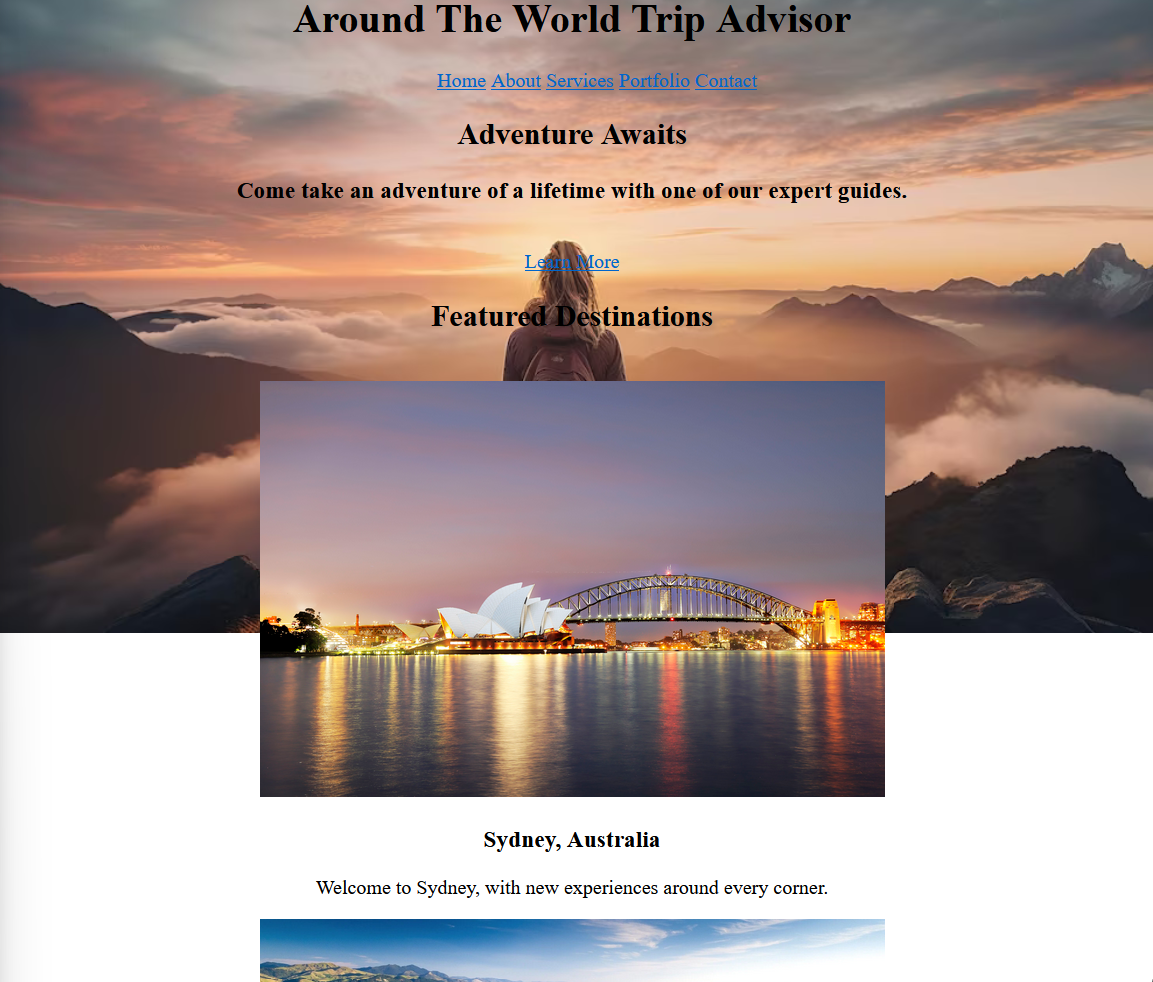 Around The World Trip Advisor
Home About Services Portfolio Contact
Adventure Awaits
Come take an adventure of a lifetime with one of our expert guides.
Learn More
Featured Destinations
Sydney, Australia
Welcome to Sydney, with new experiences around every corner.